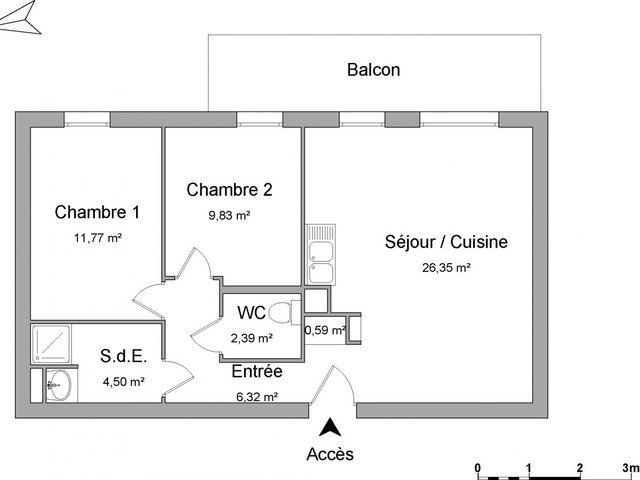 Balcon
Chambre 1
11,77 m²
Chambre 2
9,83 m²
Séjour / Cuisine
26,35 m²
WC
2,39 m²
0,59 m²
S.d.E.
4,50 m²
Entrée
6,32 m²
Accès
0 1 2 3m